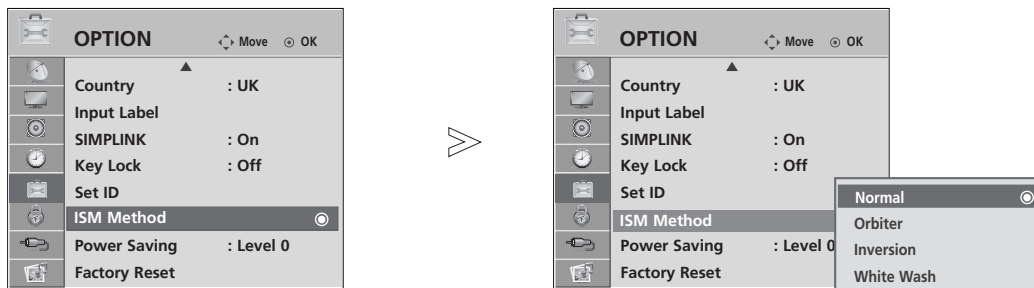 OPTION Move OK
Country : UK
Input Label
SIMPLINK : On
Key Lock : Off
Set ID
ISM Method
Power Saving : Level 0
Factory Reset
OPTION Move OK
Country : UK
Input Label
SIMPLINK : On
Key Lock : Off
Set ID
ISM Method
Power Saving : Level 0
Factory Reset
Normal
Orbiter
Inversion
White Wash